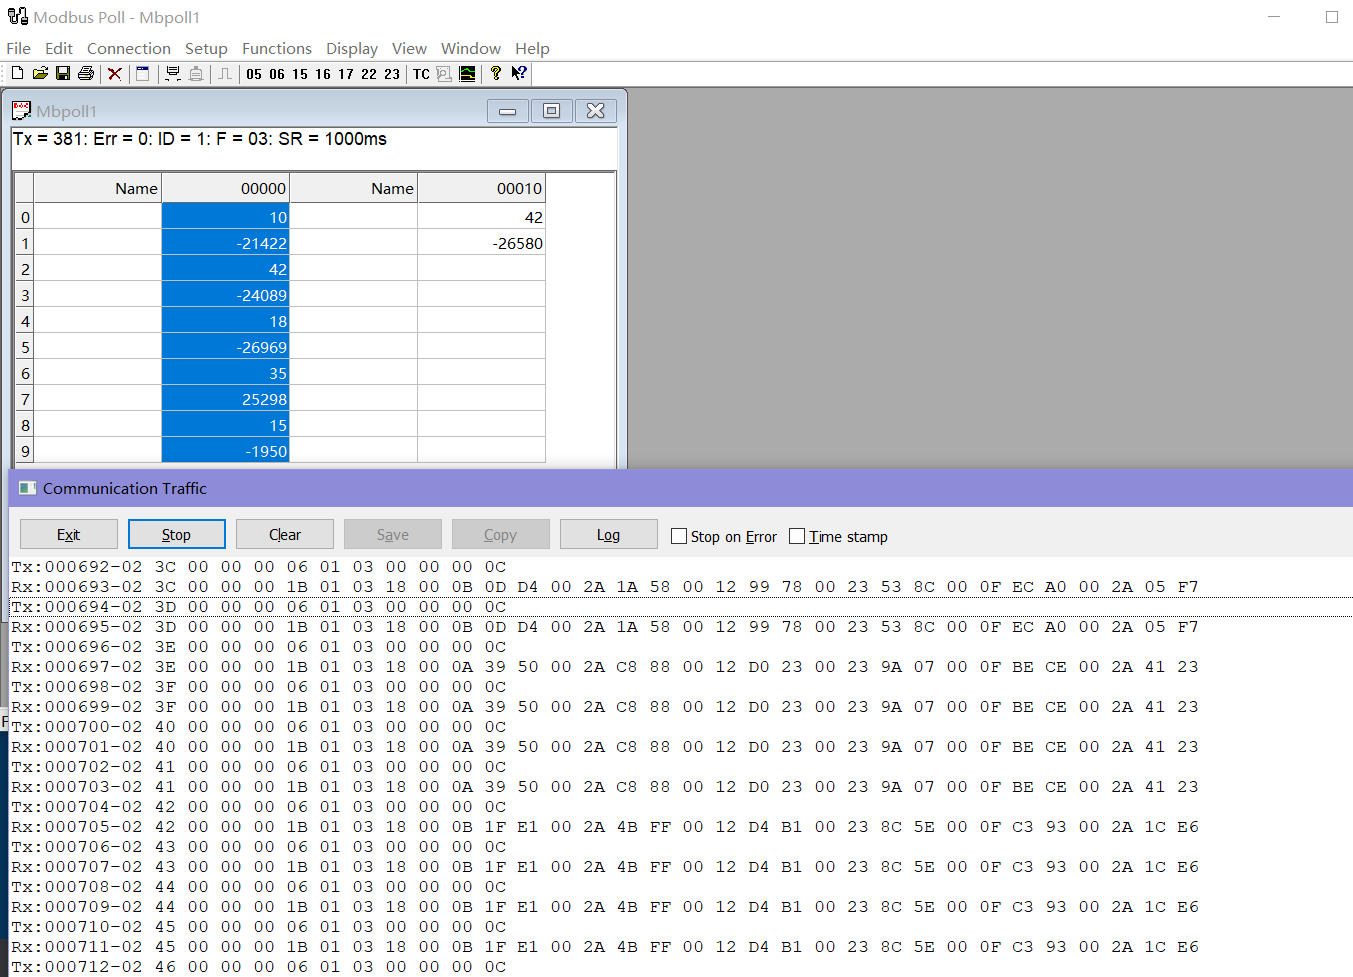 Modbus Poll - Mbpoll1
File Edit Connection Setup Functions Display View Window Help
05 06 15 16 17 22 23 TC
Mbpoll1
Tx = 381: Err = 0: ID = 1: F = 03: SR = 1000ms
Name 00000 Name 00010
0 10 42
1 -21422 -26580
2 42
3 -24089
4 18
5 -26969
6 35
7 25298
8 15
9 -1950
Communication Traffic
Exit Stop Clear Save Copy Log Stop on Error Time stamp
Tx:000692-02 3C 00 00 00 06 01 03 00 00 00 0C
Rx:000693-02 3C 00 00 00 1B 01 03 18 00 0B 0D D4 00 2A 1A 58 00 12 99 78 00 23 53 8C 00 0F EC A0 00 2A 05 F7
Tx:000694-02 3D 00 00 00 06 01 03 00 00 00 0C
Rx:000695-02 3D 00 00 00 1B 01 03 18 00 0B 0D D4 00 2A 1A 58 00 12 99 78 00 23 53 8C 00 0F EC A0 00 2A 05 F7
Tx:000696-02 3E 00 00 00 06 01 03 00 00 00 0C
Rx:000697-02 3E 00 00 00 1B 01 03 18 00 0A 39 50 00 2A C8 88 00 12 D0 23 00 23 9A 07 00 0F BE CE 00 2A 41 23
Tx:000698-02 3F 00 00 00 06 01 03 00 00 00 0C
Rx:000699-02 3F 00 00 00 1B 01 03 18 00 0A 39 50 00 2A C8 88 00 12 D0 23 00 23 9A 07 00 0F BE CE 00 2A 41 23
Tx:000700-02 40 00 00 00 06 01 03 00 00 00 0C
Rx:000701-02 40 00 00 00 1B 01 03 18 00 0A 39 50 00 2A C8 88 00 12 D0 23 00 23 9A 07 00 0F BE CE 00 2A 41 23
Tx:000702-02 41 00 00 00 06 01 03 00 00 00 0C
Rx:000703-02 41 00 00 00 1B 01 03 18 00 0A 39 50 00 2A C8 88 00 12 D0 23 00 23 9A 07 00 0F BE CE 00 2A 41 23
Tx:000704-02 42 00 00 00 06 01 03 00 00 00 0C
Rx:000705-02 42 00 00 00 1B 01 03 18 00 0B 1F E1 00 2A 4B FF 00 12 D4 B1 00 23 8C 5E 00 0F C3 93 00 2A 1C E6
Tx:000706-02 43 00 00 00 06 01 03 00 00 00 0C
Rx:000707-02 43 00 00 00 1B 01 03 18 00 0B 1F E1 00 2A 4B FF 00 12 D4 B1 00 23 8C 5E 00 0F C3 93 00 2A 1C E6
Tx:000708-02 44 00 00 00 06 01 03 00 00 00 0C
Rx:000709-02 44 00 00 00 1B 01 03 18 00 0B 1F E1 00 2A 4B FF 00 12 D4 B1 00 23 8C 5E 00 0F C3 93 00 2A 1C E6
Tx:000710-02 45 00 00 00 06 01 03 00 00 00 0C
Rx:000711-02 45 00 00 00 1B 01 03 18 00 0B 1F E1 00 2A 4B FF 00 12 D4 B1 00 23 8C 5E 00 0F C3 93 00 2A 1C E6
Tx:000712-02 46 00 00 00 06 01 03 00 00 00 0C